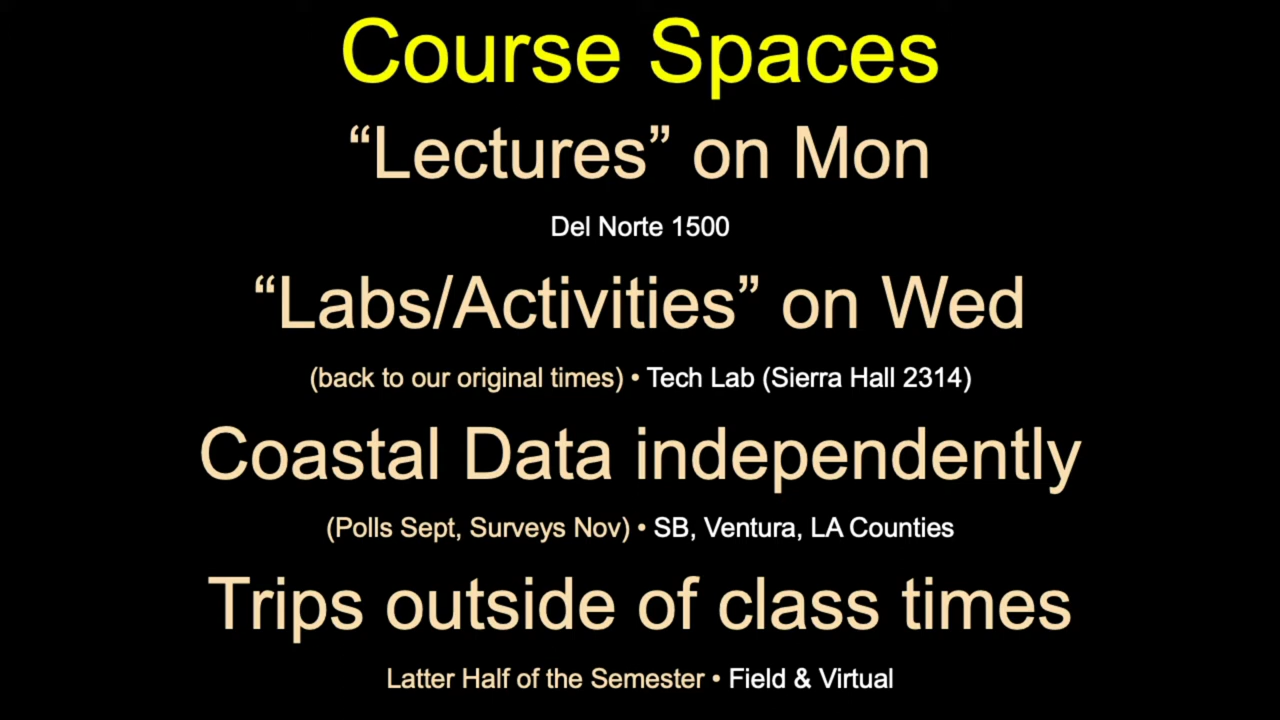 Course Spaces
“Lectures” on Mon
Del Norte 1500
“Labs/Activities” on Wed
(back to our original times) • Tech Lab (Sierra Hall 2314)
Coastal Data independently
(Polls Sept, Surveys Nov) • SB, Ventura, LA Counties
Trips outside of class times
Latter Half of the Semester • Field & Virtual